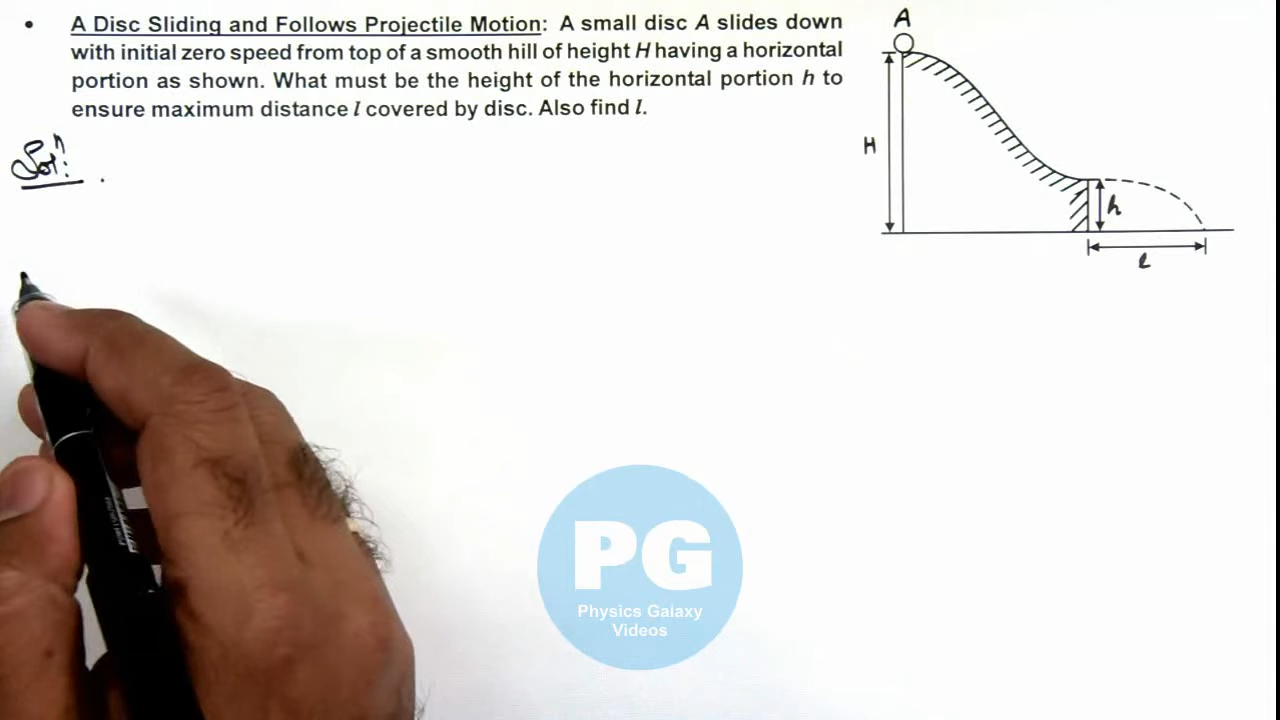 • A Disc Sliding and Follows Projectile Motion: A small disc A slides down
with initial zero speed from top of a smooth hill of height H having a horizontal
portion as shown. What must be the height of the horizontal portion h to
ensure maximum distance l covered by disc. Also find l.
Solⁿ:
A
H
h
l
PG
Physics Galaxy
Videos